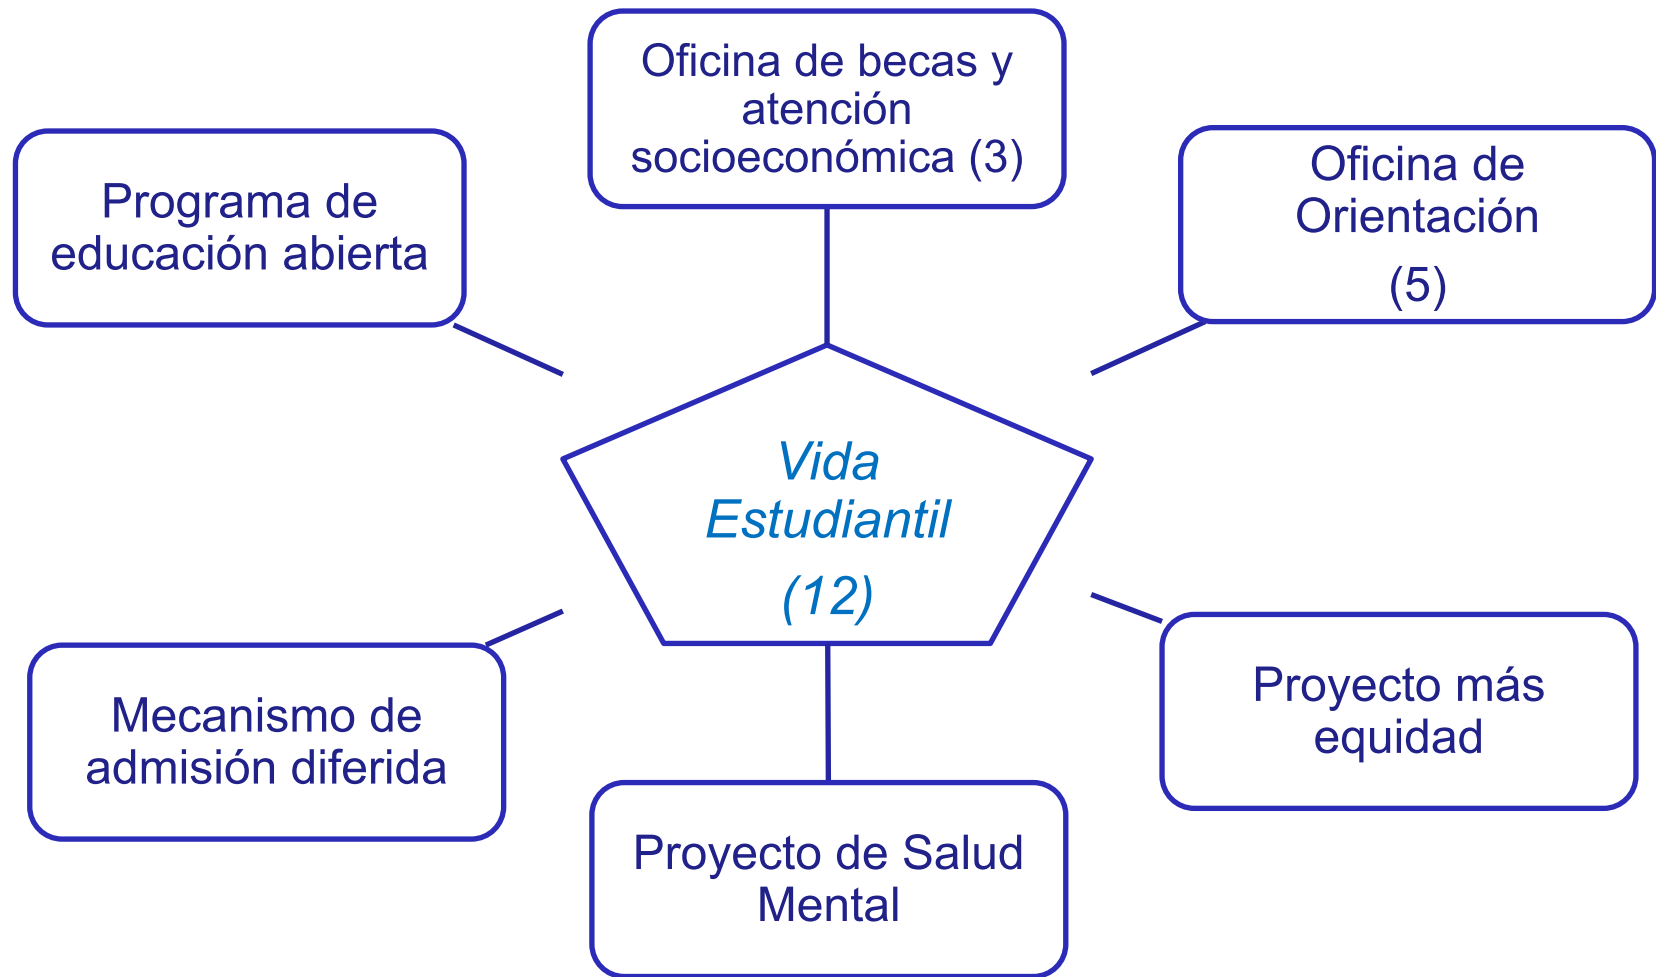 Oficina de becas y
atención
socioeconómica (3)
Programa de
educación abierta
Oficina de
Orientación
(5)
Vida
Estudiantil
(12)
Mecanismo de
admisión diferida
Proyecto más
equidad
Proyecto de Salud
Mental